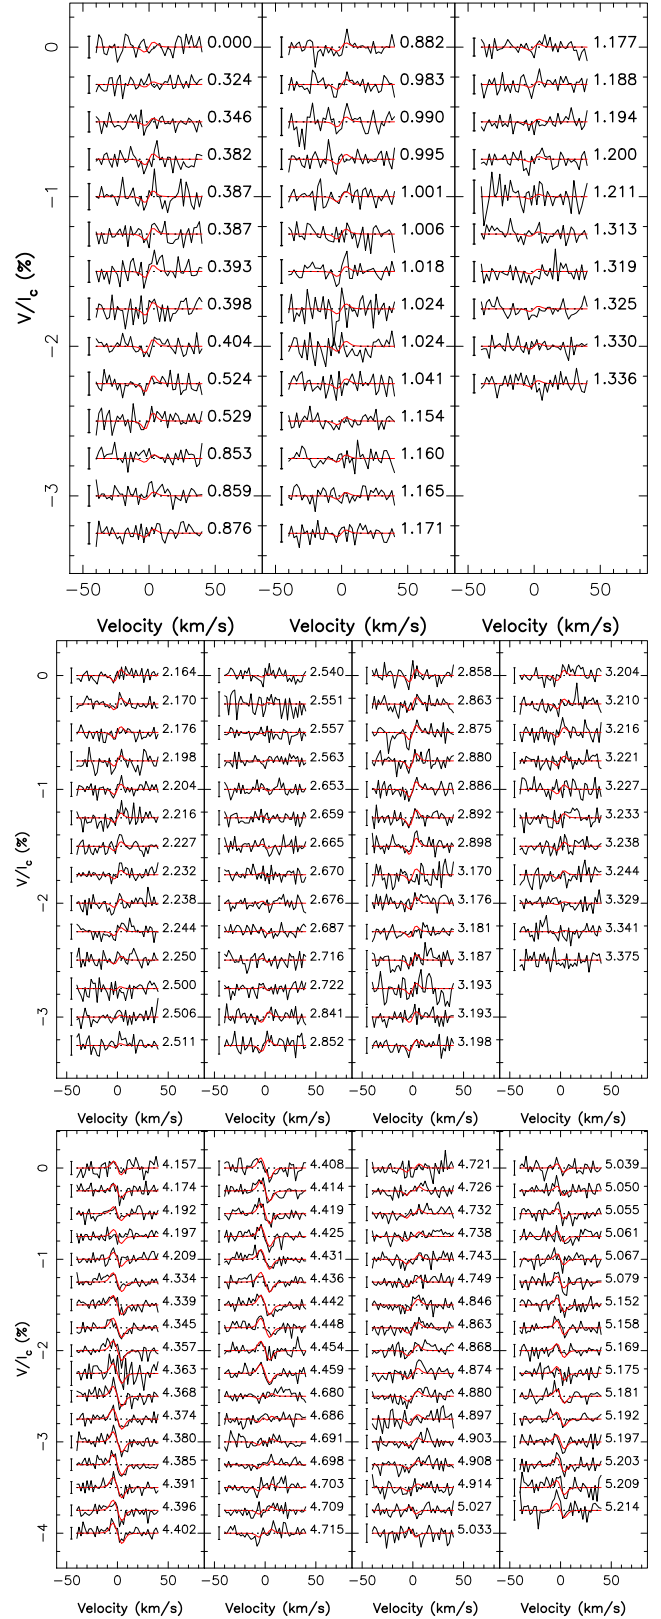 0 0.000 0.882 1.177
0.324 0.983 1.188
0.346 0.990 1.194
0.382 0.995 1.200
−1 0.387 1.001 1.211
0.387 1.006 1.313
0.393 1.018 1.319
V/I_c (%)
0.398 1.024 1.325
−2 0.404 1.024 1.330
0.524 1.041 1.336
0.529 1.154
0.853 1.160
−3 0.859 1.165
0.876 1.171
−50 0 50 −50 0 50 −50 0 50
Velocity (km/s) Velocity (km/s) Velocity (km/s)
0 2.164 2.540 2.858 3.204
2.170 2.551 2.863 3.210
2.176 2.557 2.875 3.216
2.198 2.563 2.880 3.221
−1 2.204 2.653 2.886 3.227
2.216 2.659 2.892 3.233
2.227 2.665 2.898 3.238
V/I_c (%)
2.232 2.670 3.170 3.244
−2 2.238 2.676 3.176 3.329
2.244 2.687 3.181 3.341
2.250 2.716 3.187 3.375
2.500 2.722 3.193
−3 2.506 2.841 3.193
2.511 2.852 3.198
−50 0 50 −50 0 50 −50 0 50 −50 0 50
Velocity (km/s) Velocity (km/s) Velocity (km/s) Velocity (km/s)
0 4.157 4.408 4.721 5.039
4.174 4.414 4.726 5.050
4.192 4.419 4.732 5.055
4.197 4.425 4.738 5.061
−1 4.209 4.431 4.743 5.067
4.334 4.436 4.749 5.079
4.339 4.442 4.846 5.152
4.345 4.448 4.863 5.158
−2 4.357 4.454 4.868 5.169
V/I_c (%)
4.363 4.459 4.874 5.175
4.368 4.680 4.880 5.181
4.374 4.686 4.897 5.192
−3 4.380 4.691 4.903 5.197
4.385 4.698 4.908 5.203
4.391 4.703 4.914 5.209
4.396 4.709 5.027 5.214
−4 4.402 4.715 5.033
−50 0 50 −50 0 50 −50 0 50 −50 0 50
Velocity (km/s) Velocity (km/s) Velocity (km/s) Velocity (km/s)